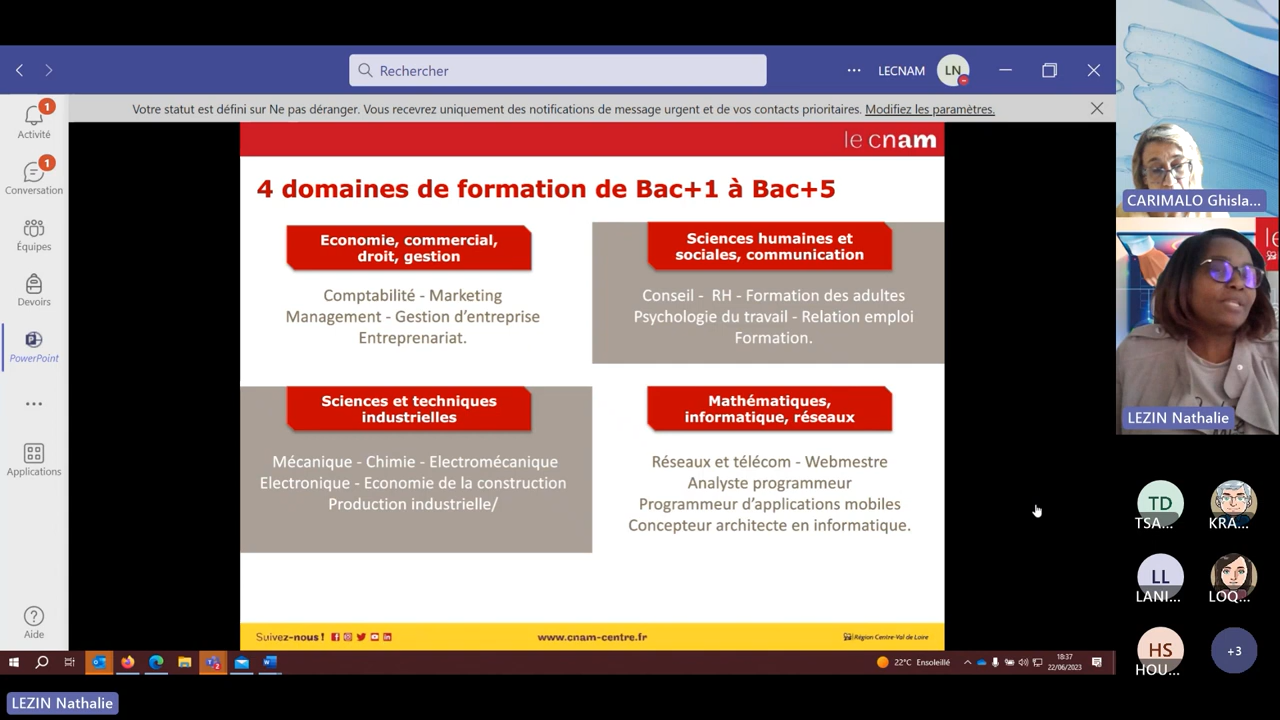 Rechercher
LECNAM
LN
Votre statut est défini sur Ne pas déranger. Vous recevrez uniquement des notifications de message urgent et de vos contacts prioritaires. Modifiez les paramètres.
1
Activité
1
Conversation
Équipes
Devoirs
PowerPoint
Applications
Aide
le cnam
4 domaines de formation de Bac+1 à Bac+5
Economie, commercial,
droit, gestion
Comptabilité - Marketing
Management - Gestion d'entreprise
Entreprenariat.
Sciences humaines et
sociales, communication
Conseil - RH - Formation des adultes
Psychologie du travail - Relation emploi
Formation.
Sciences et techniques
industrielles
Mécanique - Chimie - Electromécanique
Electronique - Economie de la construction
Production industrielle/
Mathématiques,
informatique, réseaux
Réseaux et télécom - Webmestre
Analyste programmeur
Programmeur d'applications mobiles
Concepteur architecte en informatique.
Suivez-nous !
www.cnam-centre.fr
Région Centre-Val de Loire
22°C Ensoleillé
18:37
22/06/2023
CARIMALO Ghisla...
LEZIN Nathalie
TD
TSA...
KRA...
LL
LANI...
LOQ...
HS
HOU...
+3
LEZIN Nathalie